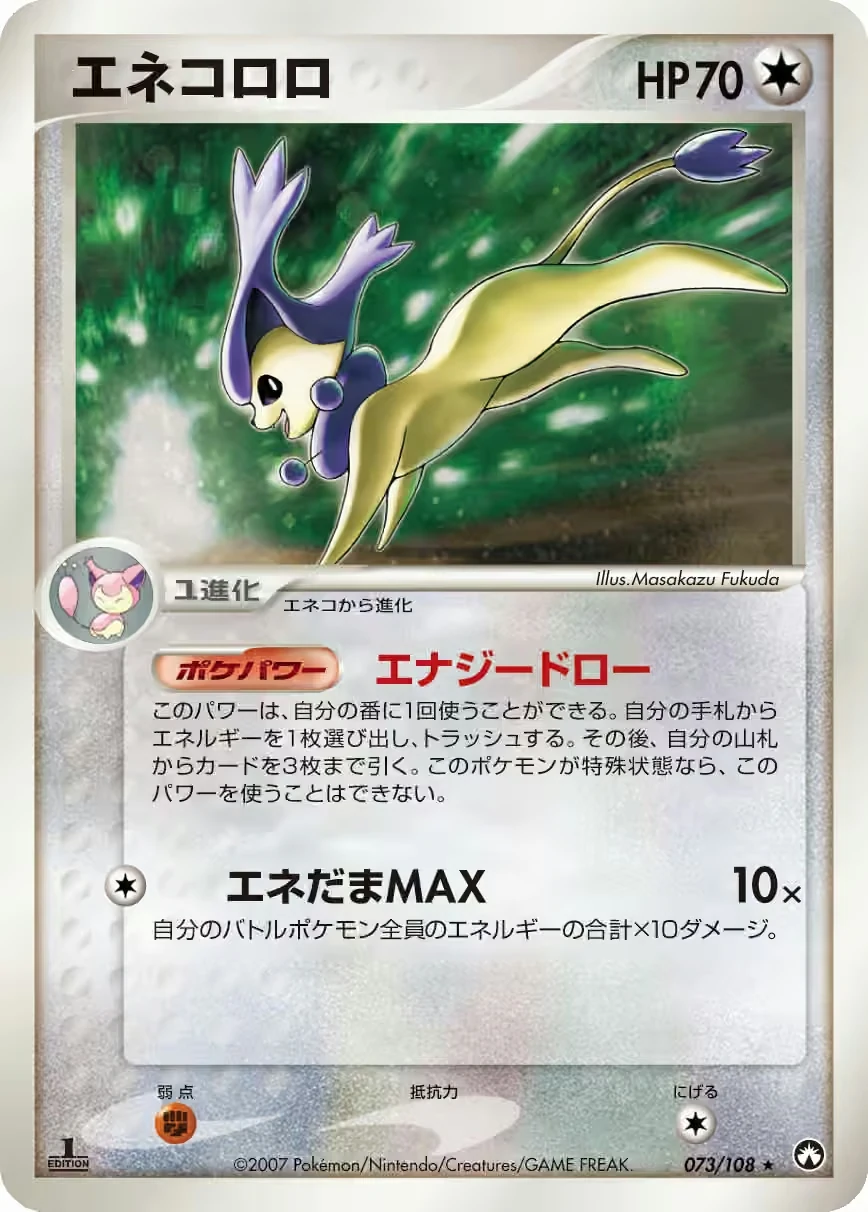 エネコロロ HP70
Illus.Masakazu Fukuda
1進化
エネコから進化
ポケパワー エナジードロー
このパワーは、自分の番に1回使うことができる。自分の手札から
エネルギーを1枚選び出し、トラッシュする。その後、自分の山札
からカードを3枚まで引く。このポケモンが特殊状態なら、この
パワーを使うことはできない。
エネだまMAX 10×
自分のバトルポケモン全員のエネルギーの合計×10ダメージ。
弱点 抵抗力 にげる
1 EDITION
©2007 Pokémon/Nintendo/Creatures/GAME FREAK. 073/108 ★